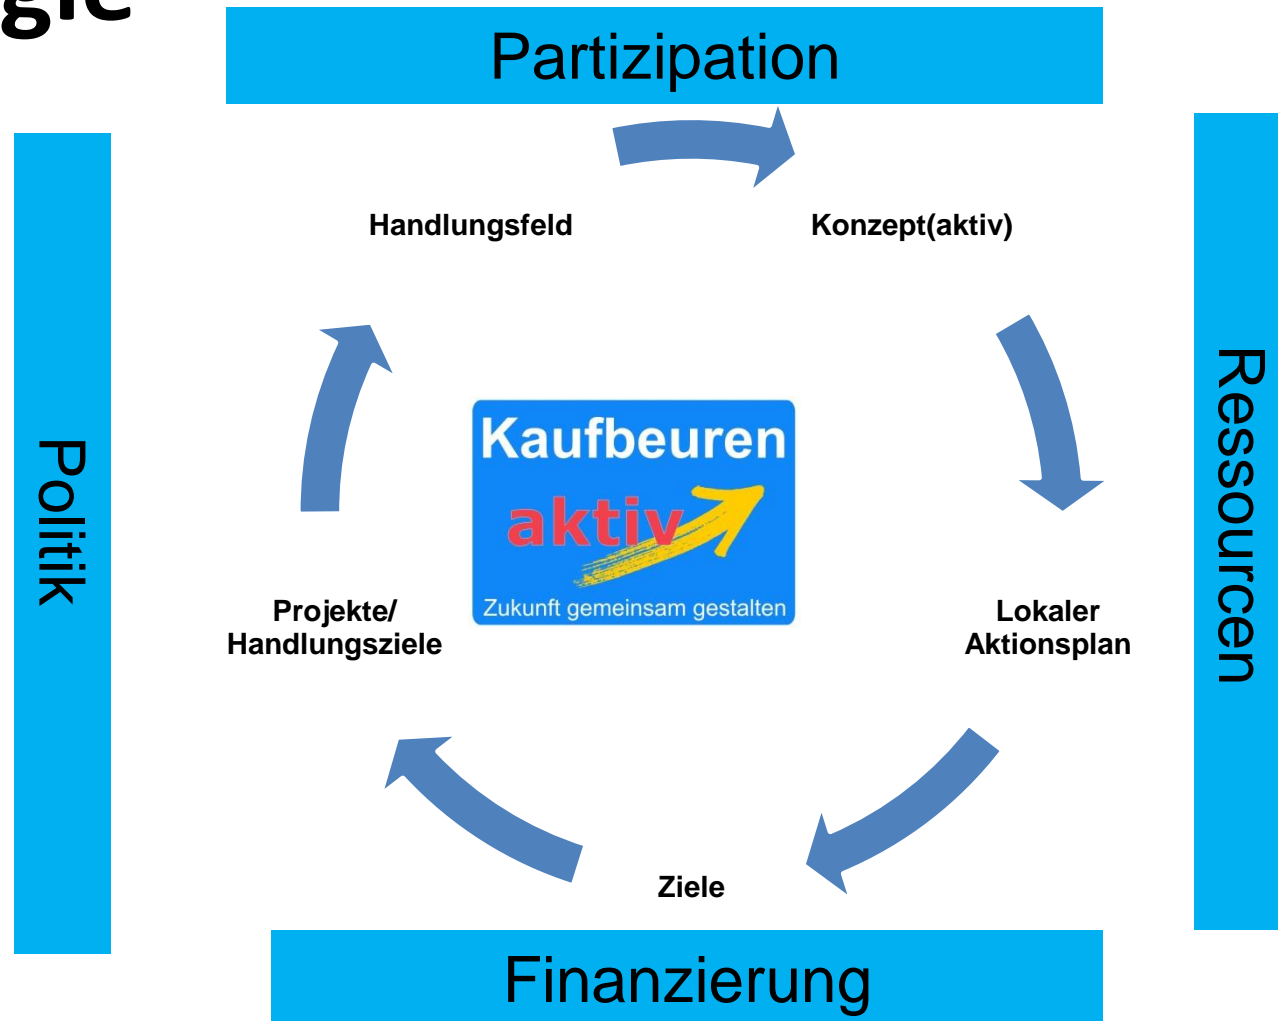 Partizipation
Handlungsfeld
Konzept(aktiv)
Politik
Ressourcen
Kaufbeuren
aktiv
Zukunft gemeinsam gestalten
Projekte/
Handlungsziele
Lokaler
Aktionsplan
Ziele
Finanzierung